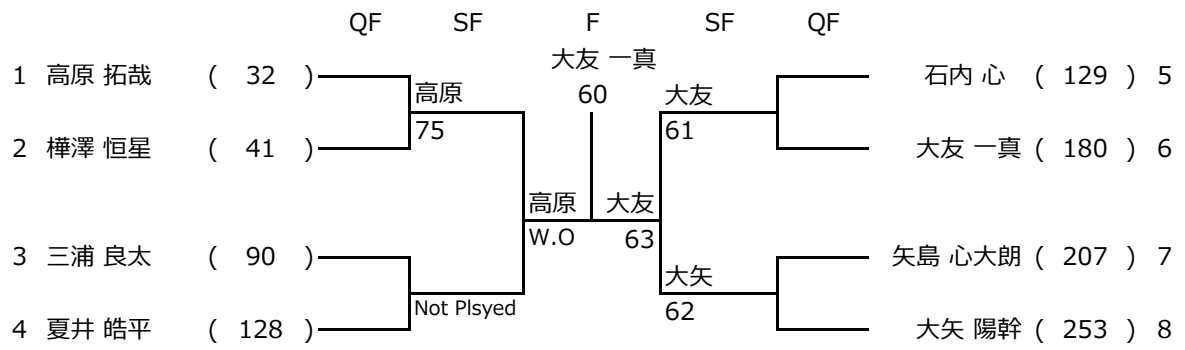 QF SF F SF QF
大友 一真
1 高原 拓哉 ( 32 ) 石内 心 ( 129 ) 5
高原 60 大友
75 61
2 樺澤 恒星 ( 41 ) 大友 一真 ( 180 ) 6
高原 大友
W.O 63
3 三浦 良太 ( 90 ) 矢島 心大朗 ( 207 ) 7
大矢
Not Plsyed 62
4 夏井 皓平 ( 128 ) 大矢 陽幹 ( 253 ) 8